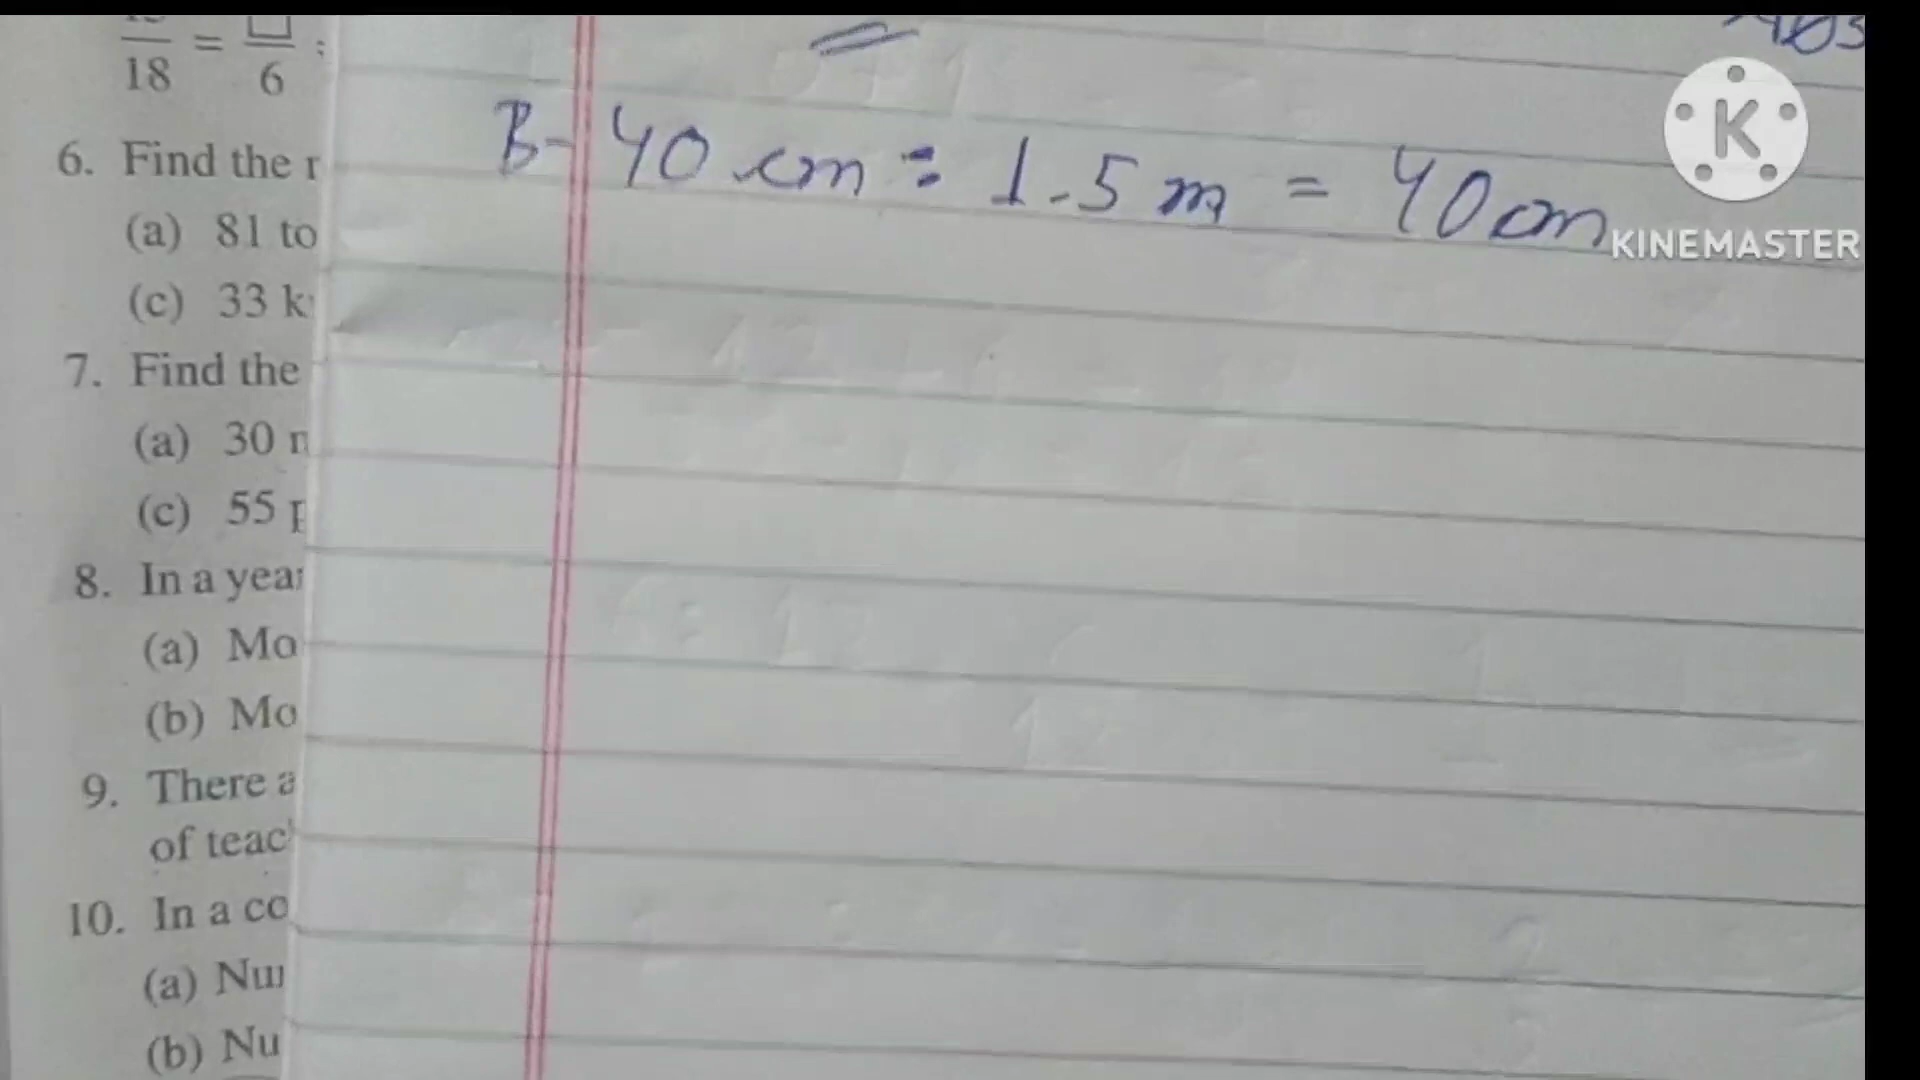 18 = 6
6. Find the
(a) 81 to
(c) 33
7. Find the
(a) 30
(c) 55
8. In a year
(a) Mo
(b) Mo
9. There a
of teac
10. In a co
(a) Nu
(b) Nu
B- 40 cm : 1.5 m = 40 cm
K
KINEMASTER